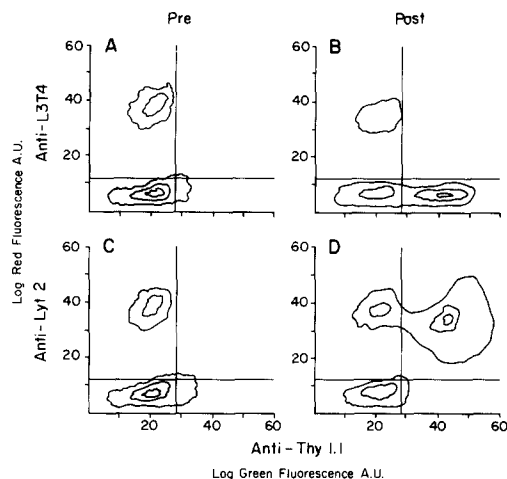 Pre
Post
A
B
60
40
20
60
40
20
Anti-L3T4
C
D
60
40
20
60
40
20
Anti-Lyt 2
Log Red Fluorescence A.U.
20
40
60
20
40
60
Anti-Thy 1.1
Log Green Fluorescence A.U.